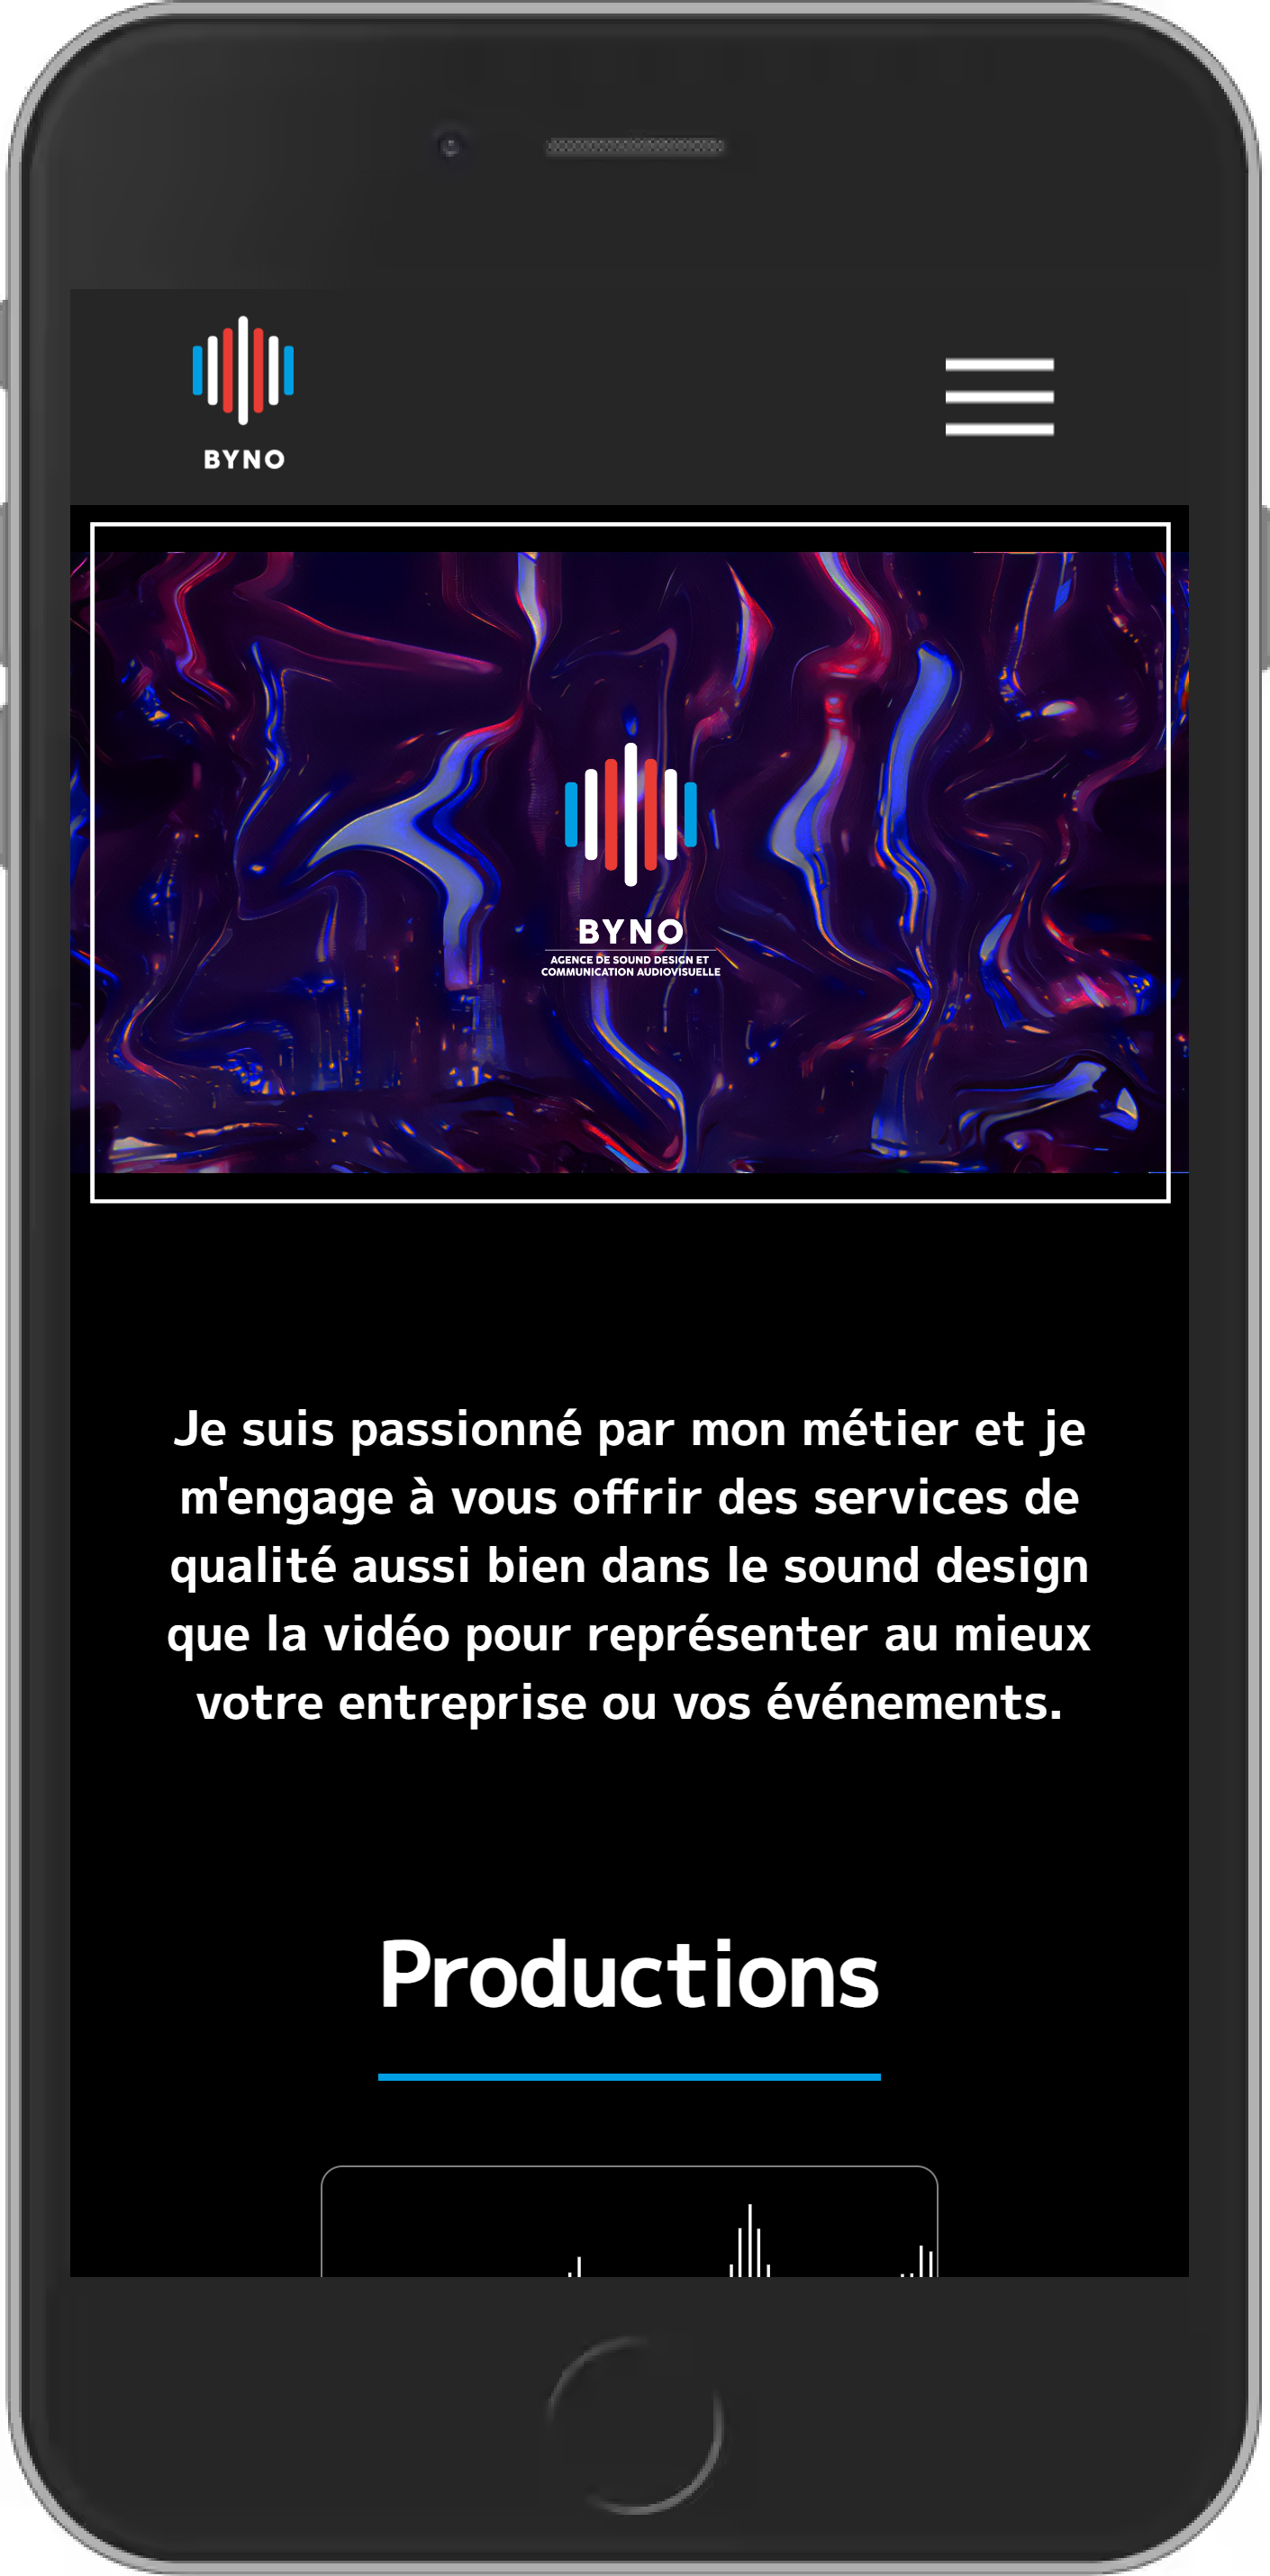 BYNO
BYNO
AGENCE DE SOUND DESIGN ET
COMMUNICATION AUDIOVISUELLE
Je suis passionné par mon métier et je
m'engage à vous offrir des services de
qualité aussi bien dans le sound design
que la vidéo pour représenter au mieux
votre entreprise ou vos événements.
Productions